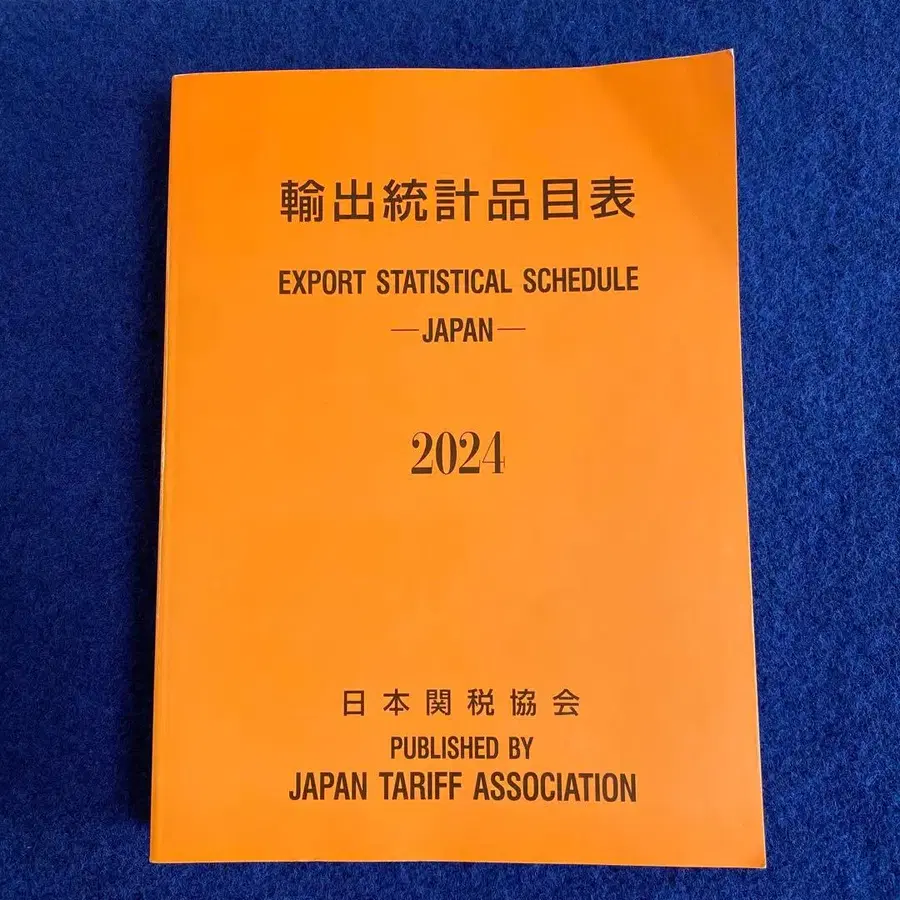 輸出統計品目表
EXPORT STATISTICAL SCHEDULE
—JAPAN—
2024
日本関税協会
PUBLISHED BY
JAPAN TARIFF ASSOCIATION